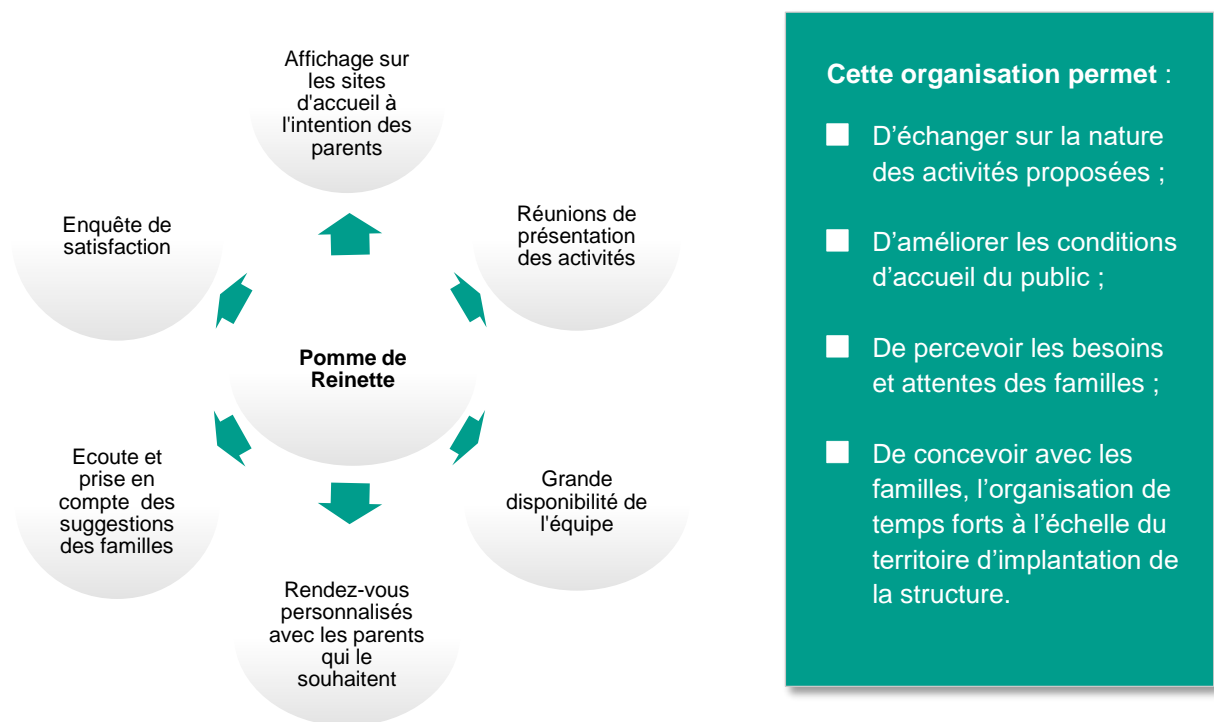 Affichage sur
les sites
d'accueil à
l'intention des
parents
Réunions de
présentation
des activités
Grande
disponibilité de
l'équipe
Rendez-vous
personnalisés
avec les parents
qui le
souhaitent
Ecoute et
prise en
compte  des
suggestions
des familles
Enquête de
satisfaction
Pomme de
Reinette
Cette organisation permet :
D’échanger sur la nature
des activités proposées ;
D’améliorer les conditions
d’accueil du public ;
De percevoir les besoins
et attentes des familles ;
De concevoir avec les
familles, l’organisation de
temps forts à l’échelle du
territoire d’implantation de
la structure.